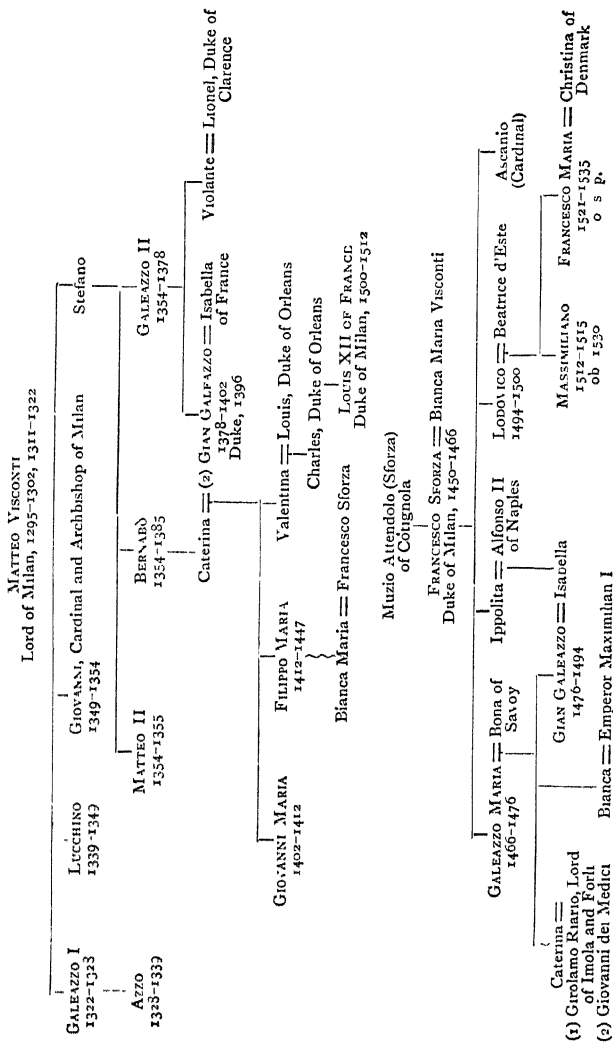 MATTEO VISCONTI
Lord of Milan, 1295-1302, 1311-1322
GALEAZZO I
1322-1328
LUCCHINO
1339-1349
GIOVANNI, Cardinal and Archbishop of Milan
1349-1354
Stefano
AZZO
1328-1339
MATTEO II
1354-1355
BERNABÒ
1354-1385
GALEAZZO II
1354-1378
Caterina = (2) GIAN GALEAZZO = Isabella
1378-1402 of France
Duke, 1396
Violante = Lionel, Duke of
Clarence
GIOVANNI MARIA
1402-1412
FILIPPO MARIA
1412-1447
Valentina = Louis, Duke of Orleans
Bianca Maria = Francesco Sforza
Charles, Duke of Orleans
LOUIS XII OF FRANCE
Duke of Milan, 1500-1512
Muzio Attendolo (Sforza)
of Cotignola
FRANCESCO SFORZA = Bianca Maria Visconti
Duke of Milan, 1450-1466
GALEAZZO MARIA = Bona of
1466-1476 Savoy
Ippolita = Alfonso II
of Naples
LODOVICO = Beatrice d'Este
1494-1500
Ascanio
(Cardinal)
Caterina =
(1) Girolamo Riario, Lord
of Imola and Forlì
(2) Giovanni dei Medici
Bianca = Emperor Maximilian I
GIAN GALEAZZO = Isabella
1476-1494
MASSIMILIANO
1512-1515
ob 1530
FRANCESCO MARIA = Christina of
1521-1535 Denmark
o s p.